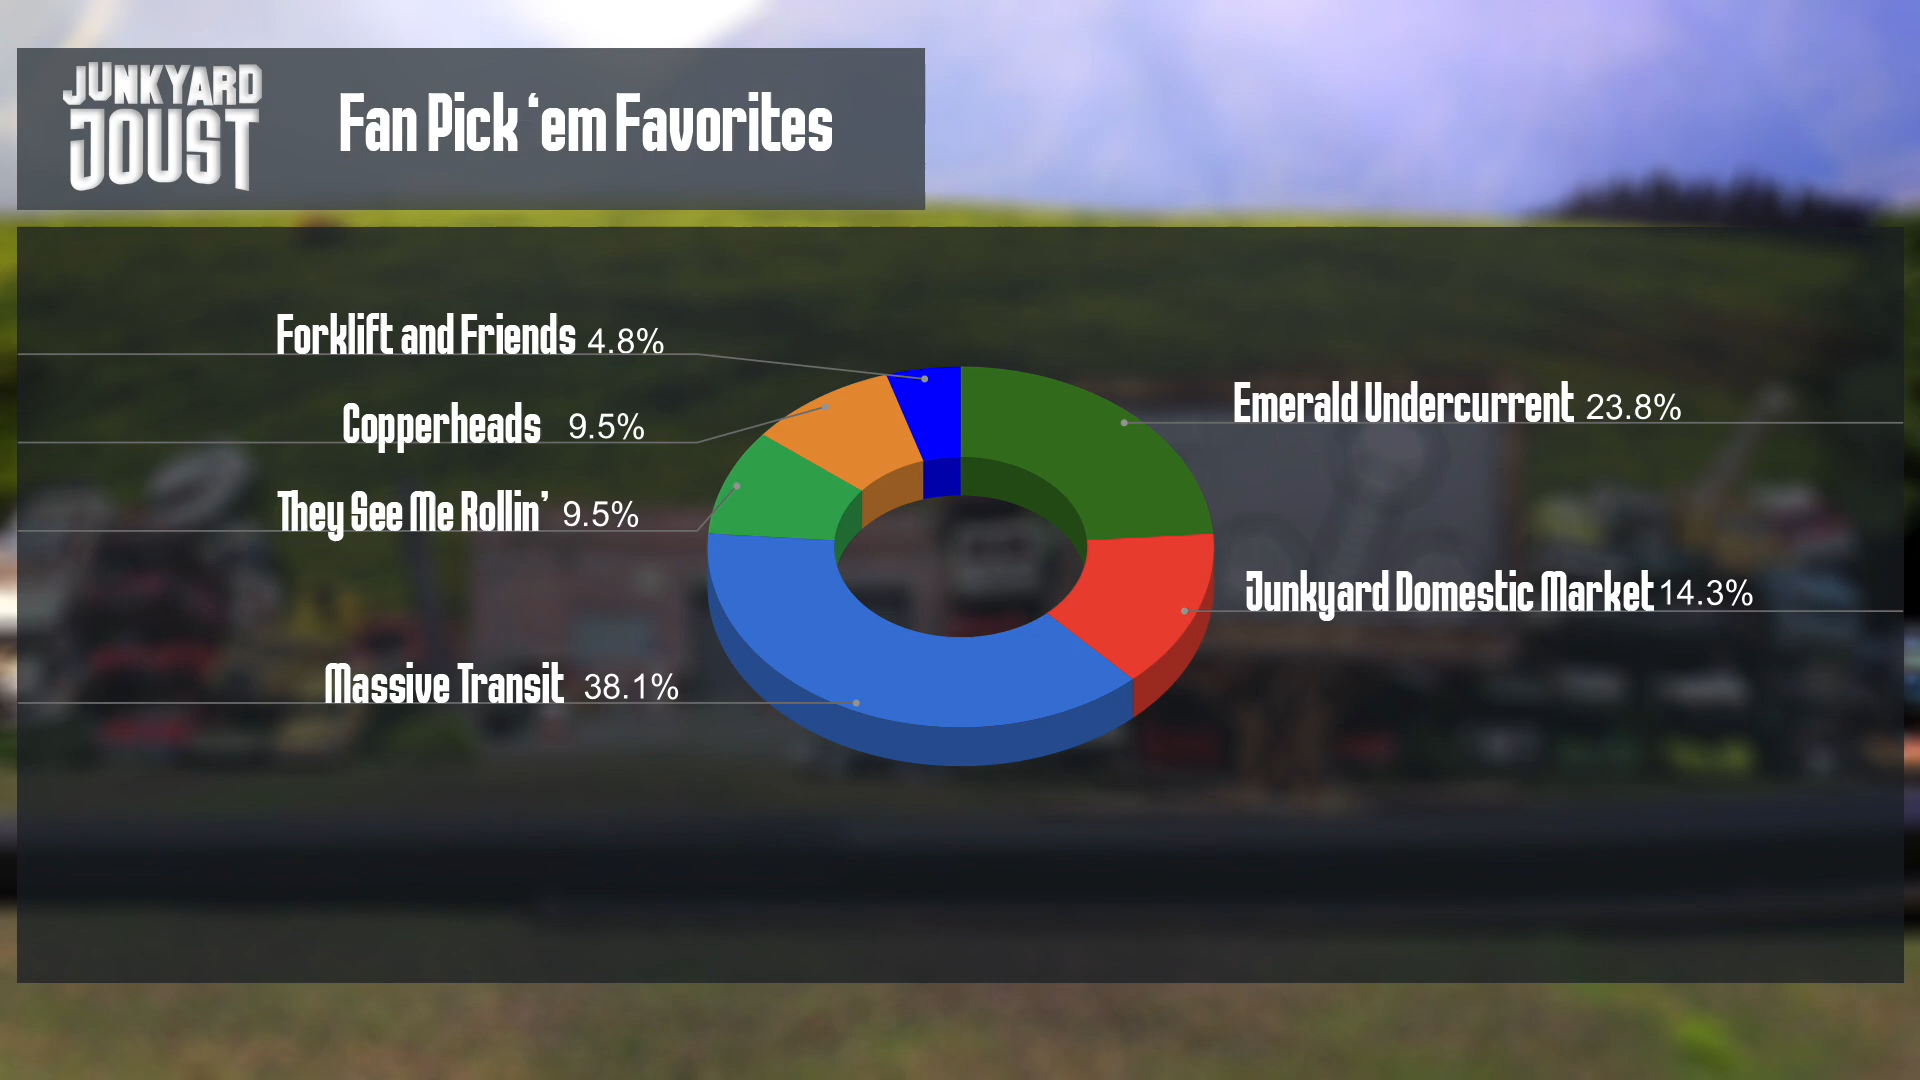 JUNKYARD
JOUST
Fan Pick ‘em Favorites
Forklift and Friends 4.8%
Copperheads 9.5%
They See Me Rollin’ 9.5%
Massive Transit 38.1%
Emerald Undercurrent 23.8%
Junkyard Domestic Market 14.3%